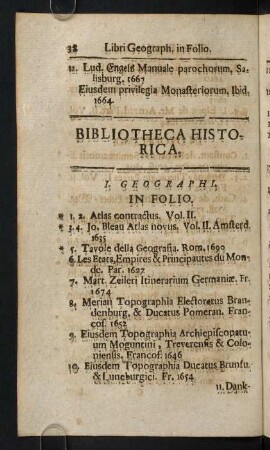 38 Libri Geograph. in Folio.
11. Lud. Engels Manuale parochorum, Sa-
lisburg, 1667
Ejusdem privilegia Monasteriorum, Ibid.
1664.
BIBLIOTHECA HISTO-
RICA.
I. GEOGRAPHI.
IN FOLIO.
* 1. 2. Atlas contractus. Vol. II.
* 3. 4. Jo. Bleau Atlas novus. Vol. II. Amsterd.
1635
* 5. Tavole della Geografia. Rom. 1690
6. Les Etats, Empires & Principautes du Mon-
de. Par. 1627
7. Mart. Zeileri Itinerarium Germaniæ. Fr.
1674
8. Merian Topographia Electoratus Bran-
denburg, & Ducatus Pomeran. Fran-
cof. 1652
9. Ejusdem Topographia Archiepiscopatu-
um Moguntini, Treverensis & Colo-
niensis, Francof. 1646
10. Ejusdem Topographia Ducatus Brunsu.
& Luneburgici. Fr. 1654
11. Dank-